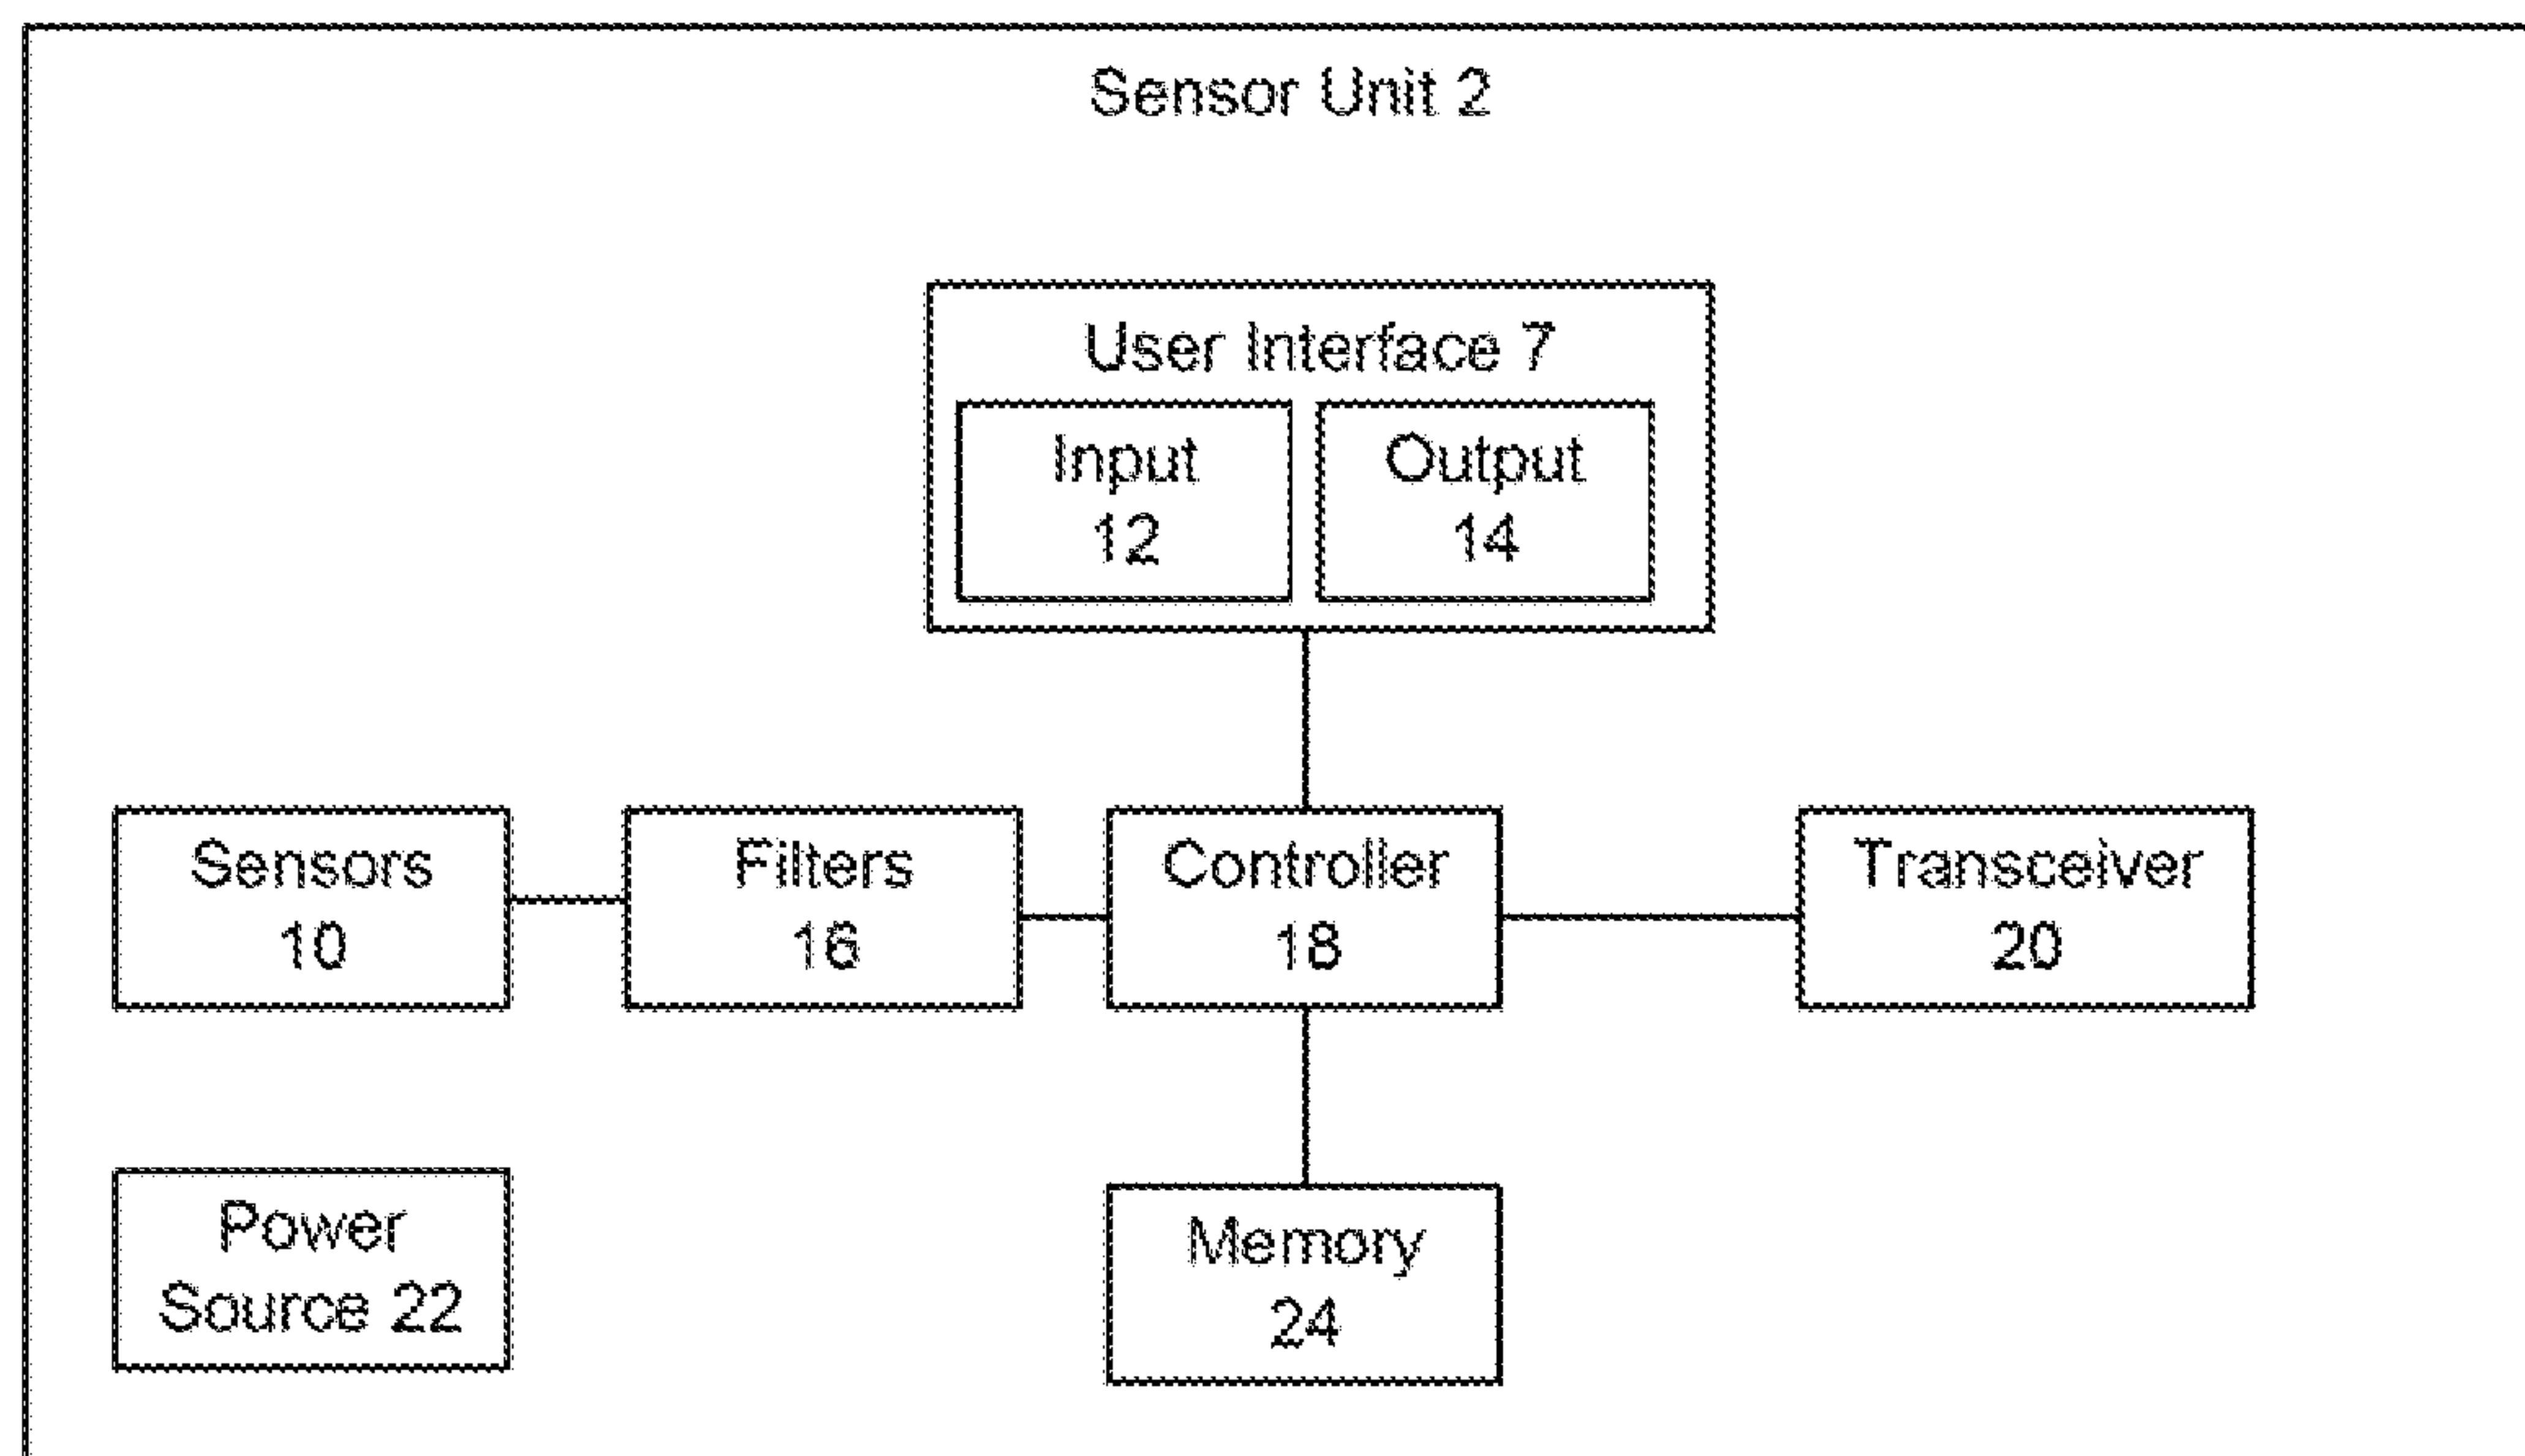 Sensor Unit 2
User Interface 7
Input
12
Output
14
Sensors
10
Filters
16
Controller
18
Transceiver
20
Power
Source 22
Memory
24